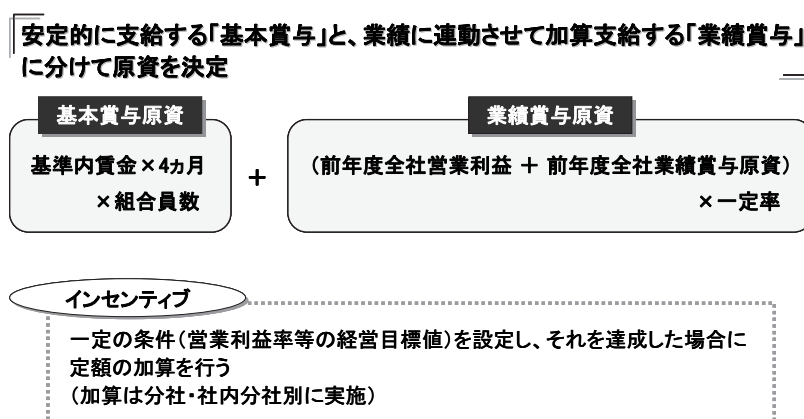 安定的に支給する「基本賞与」と、業績に連動させて加算支給する「業績賞与」
に分けて原資を決定
基本賞与原資
基準内賃金×4ヵ月
×組合員数
＋
業績賞与原資
（前年度全社営業利益 ＋ 前年度全社業績賞与原資）
×一定率
インセンティブ
一定の条件（営業利益率等の経営目標値）を設定し、それを達成した場合に
定額の加算を行う
（加算は分社・社内分社別に実施）